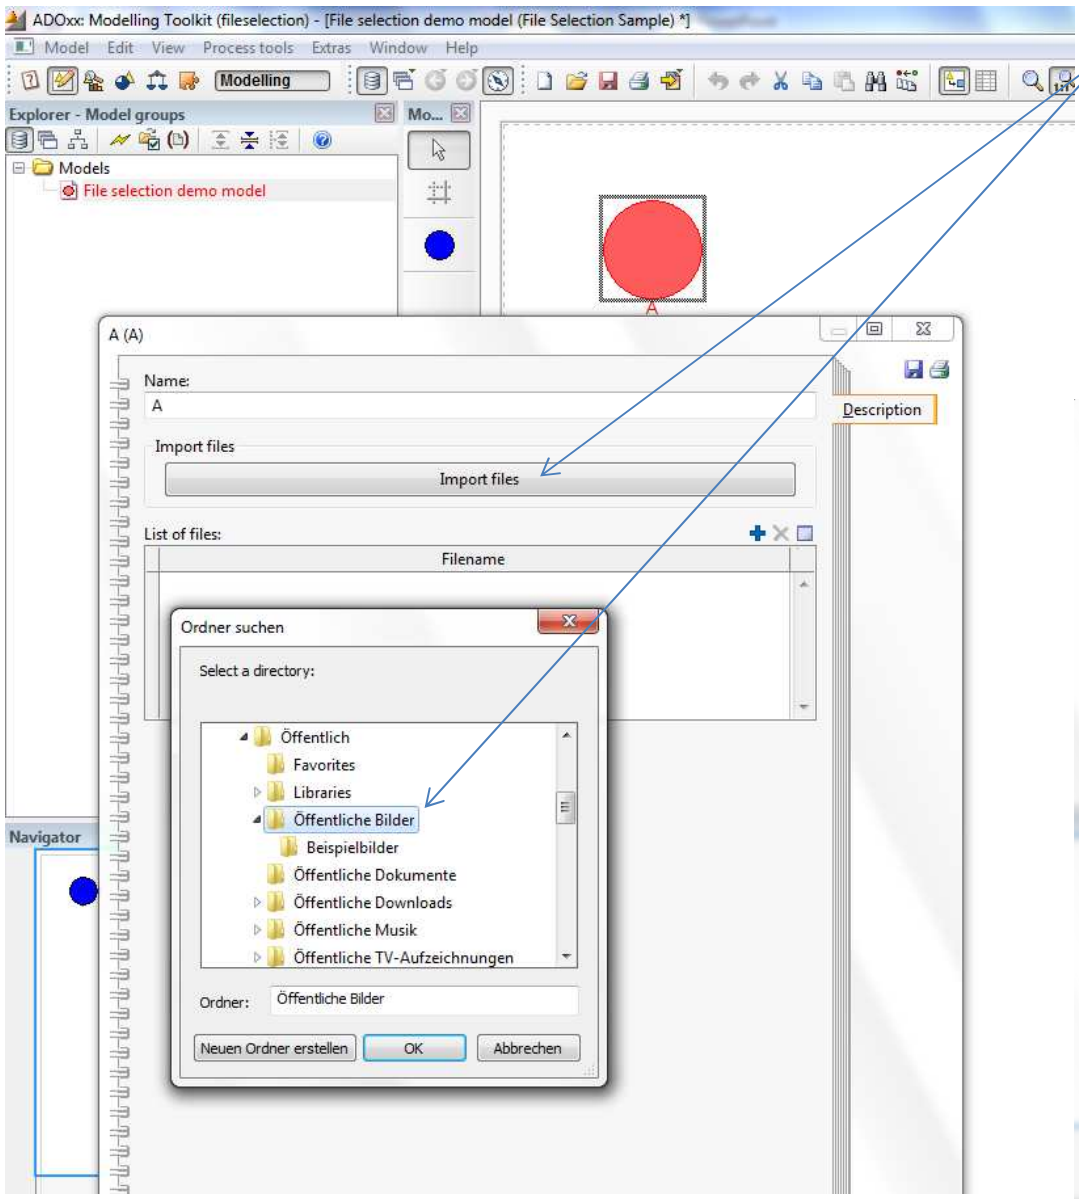 ADOxx: Modelling Toolkit (fileselection) - [File selection demo model (File Selection Sample) *]
Model Edit View Process tools Extras Window Help
Modelling
Explorer - Model groups
Mo...
Models
File selection demo model
A
A (A)
Name:
A
Description
Import files
Import files
List of files:
Filename
Ordner suchen
Select a directory:
Öffentlich
Favorites
Libraries
Öffentliche Bilder
Beispielbilder
Öffentliche Dokumente
Öffentliche Downloads
Öffentliche Musik
Öffentliche TV-Aufzeichnungen
Ordner: Öffentliche Bilder
Neuen Ordner erstellen OK Abbrechen
Navigator